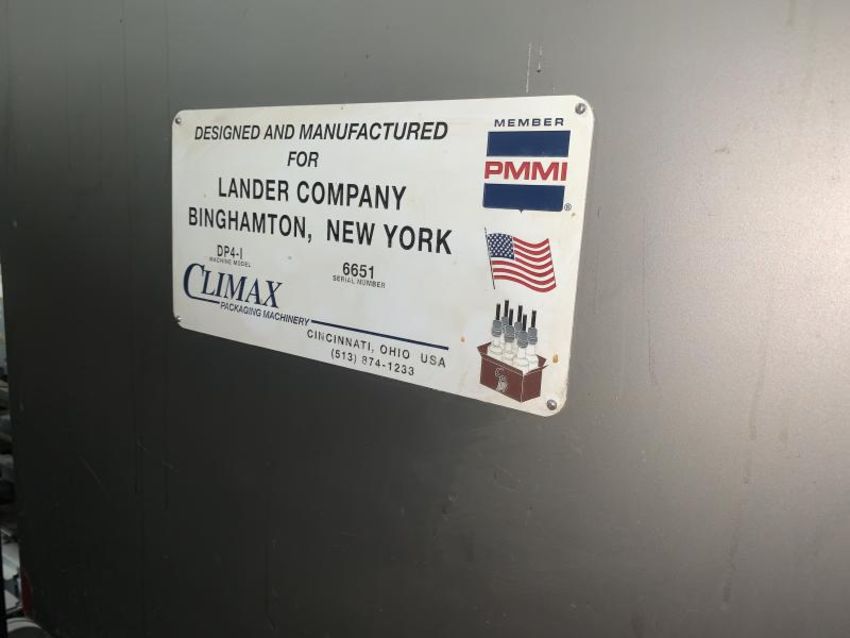 DESIGNED AND MANUFACTURED
FOR
LANDER COMPANY
BINGHAMTON, NEW YORK
DP4-I
MACHINE MODEL
6651
SERIAL NUMBER
CLIMAX
PACKAGING MACHINERY
CINCINNATI, OHIO USA
(513) 874-1233
MEMBER
PMMI
®